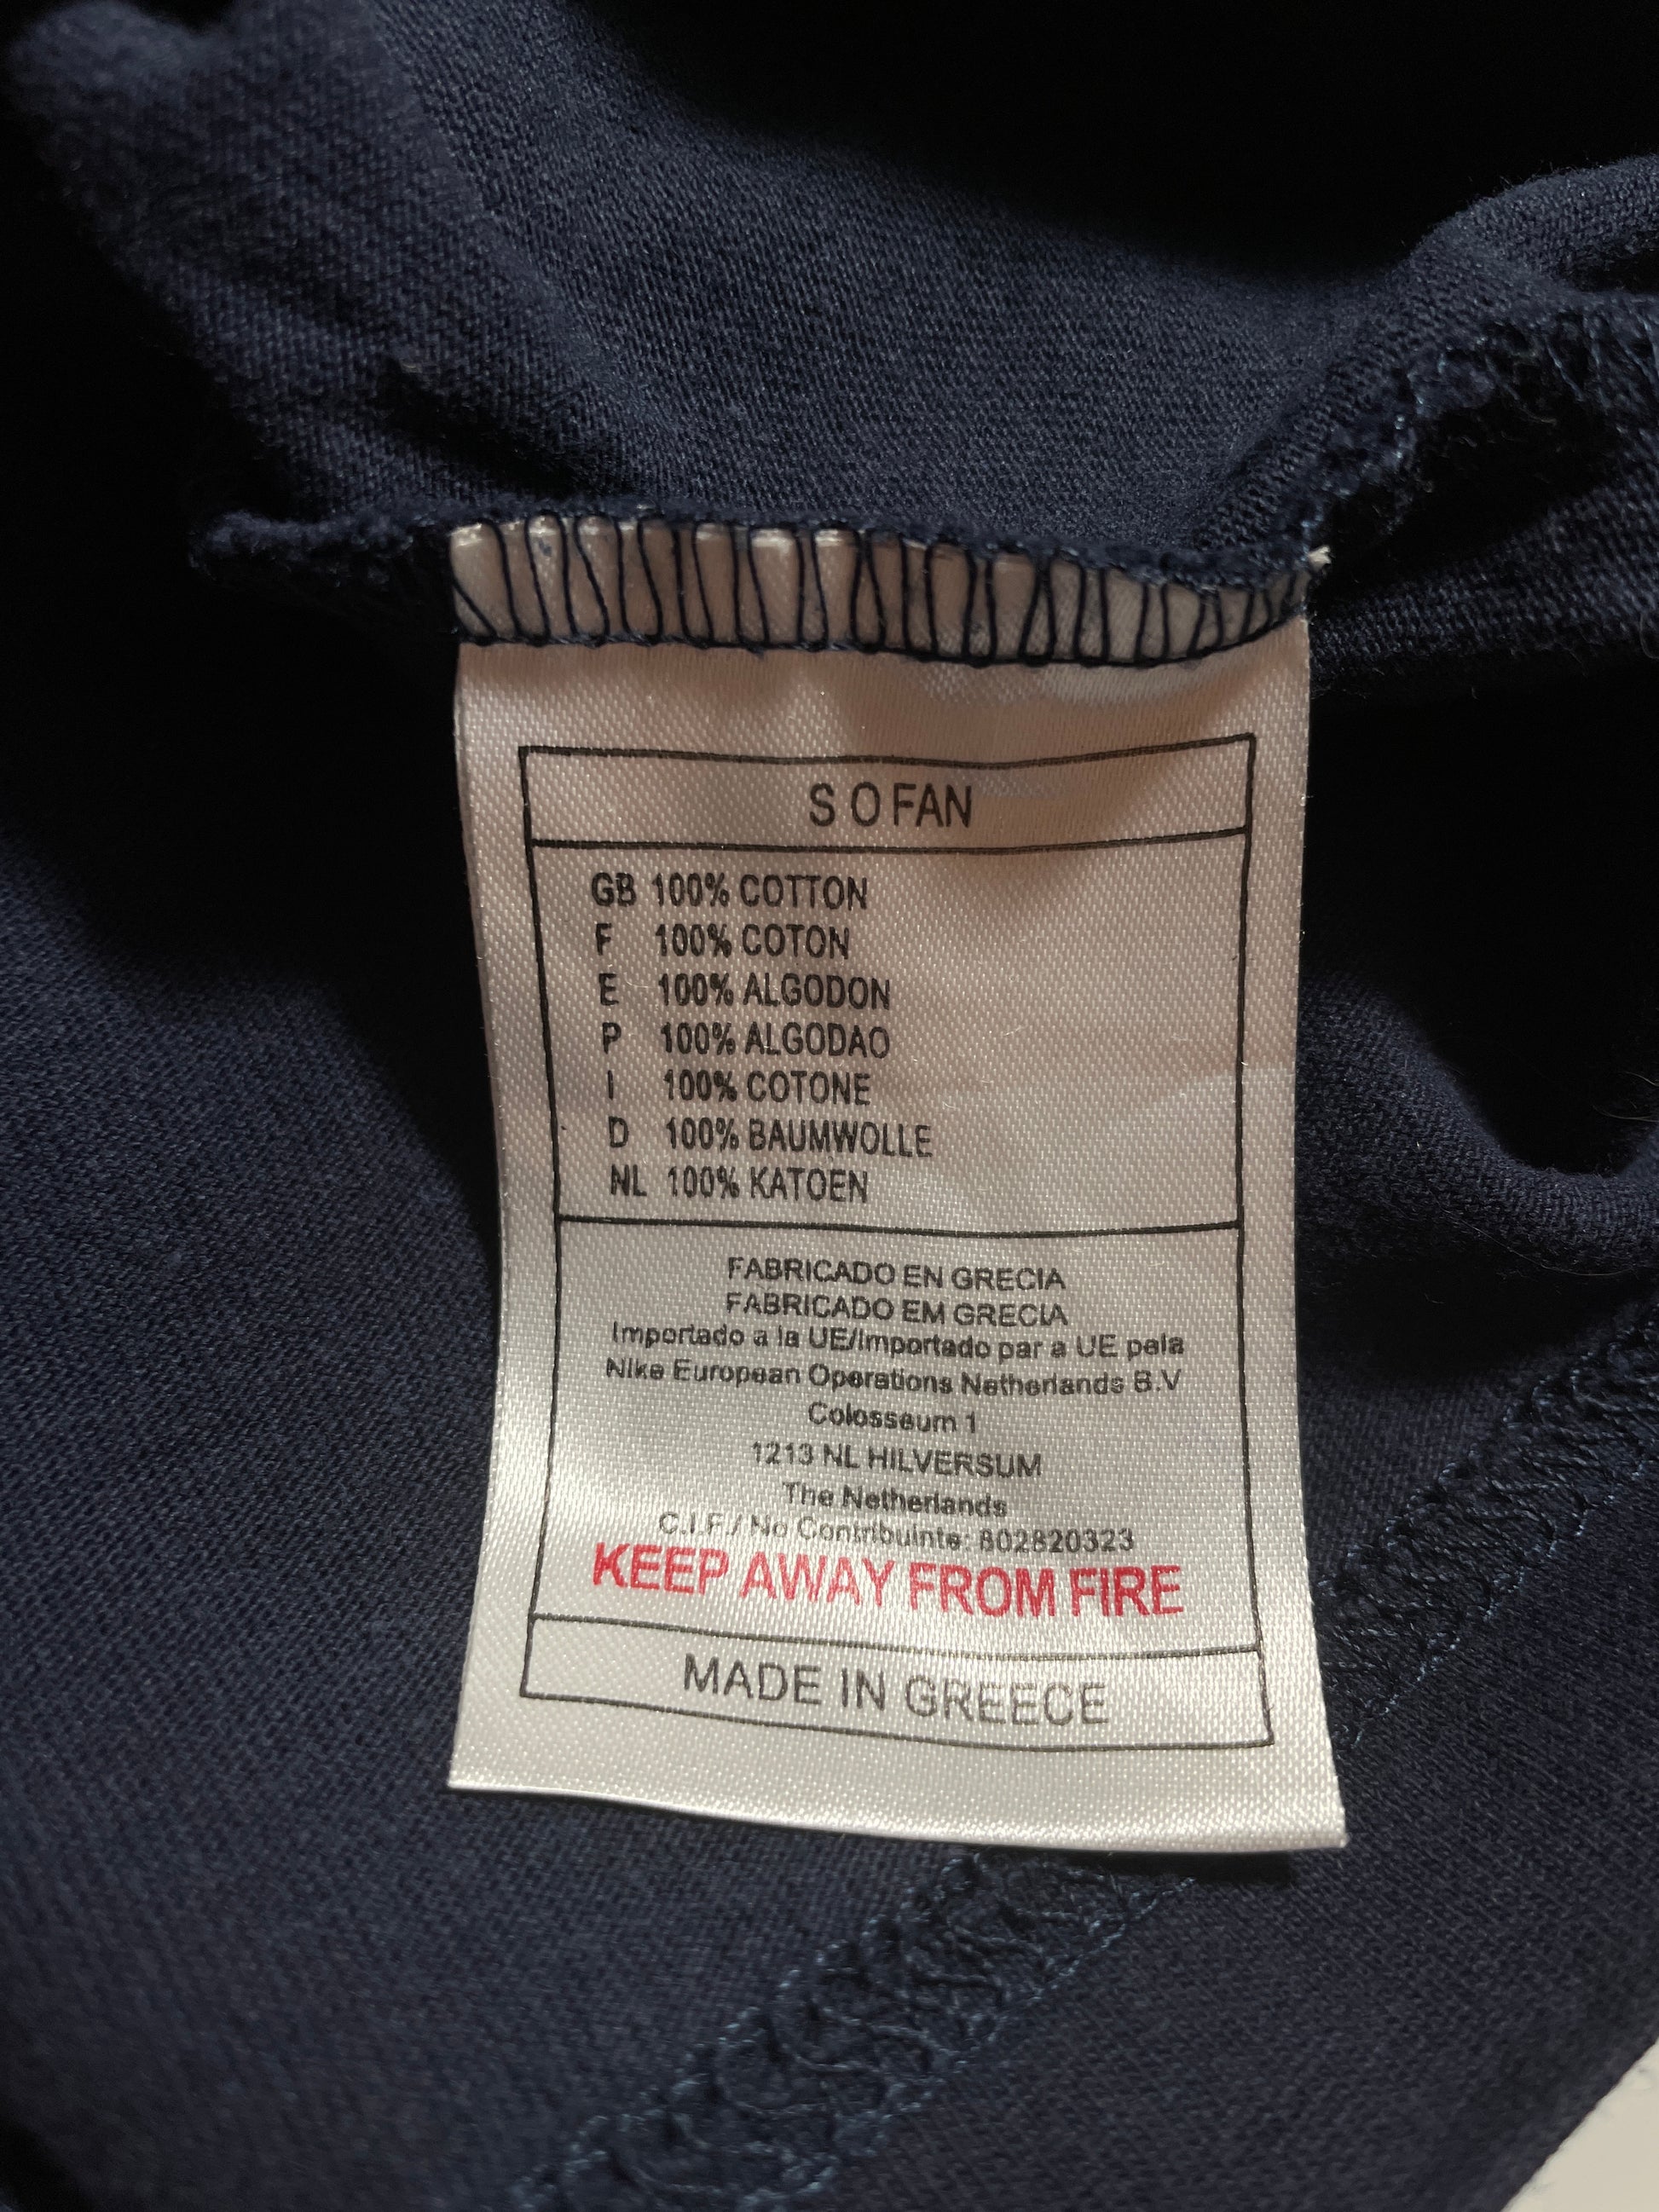 S O FAN
GB 100% COTTON
F 100% COTON
E 100% ALGODON
P 100% ALGODAO
I 100% COTONE
D 100% BAUMWOLLE
NL 100% KATOEN
FABRICADO EN GRECIA
FABRICADO EM GRECIA
Importado a la UE/Importado par a UE pela
Nike European Operations Netherlands B.V
Colosseum 1
1213 NL HILVERSUM
The Netherlands
C.I.F./ No Contribuinte: 802820323
KEEP AWAY FROM FIRE
MADE IN GREECE